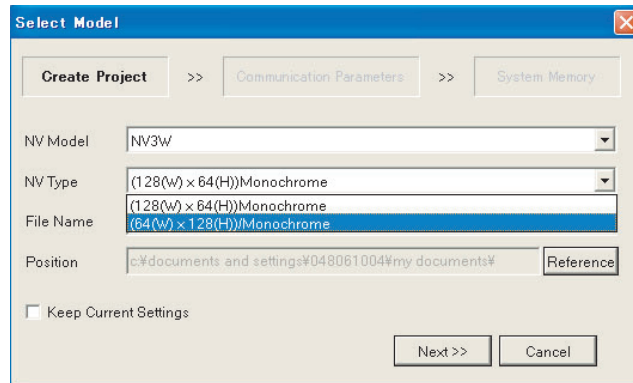 Select Model
Create Project >> Communication Parameters >> System Memory
NV Model NV3W
NV Type (128(W) × 64(H))Monochrome
(128(W) × 64(H))Monochrome
File Name (64(W) × 128(H))/Monochrome
Position c:¥documents and settings¥048061004¥my documents¥ Reference
Keep Current Settings
Next >> Cancel